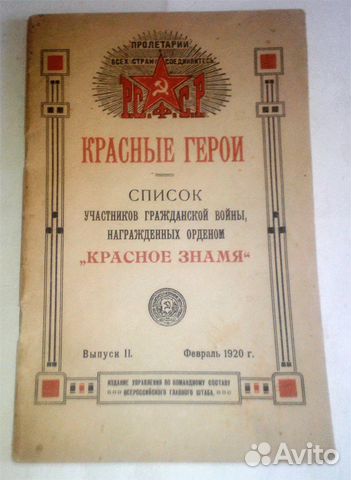 ПРОЛЕТАРИИ
ВСЕХ СТРАН СОЕДИНЯЙТЕСЬ
Р.С.Ф.С.Р
КРАСНЫЕ ГЕРОИ
СПИСОК
УЧАСТНИКОВ ГРАЖДАНСКОЙ ВОЙНЫ,
НАГРАЖДЕННЫХ ОРДЕНОМ
„КРАСНОЕ ЗНАМЯ“
Выпуск II. Февраль 1920 г.
ИЗДАНИЕ УПРАВЛЕНИЯ ПО КОМАНДНОМУ СОСТАВУ
ВСЕРОССИЙСКОГО ГЛАВНОГО ШТАБА.
Avito